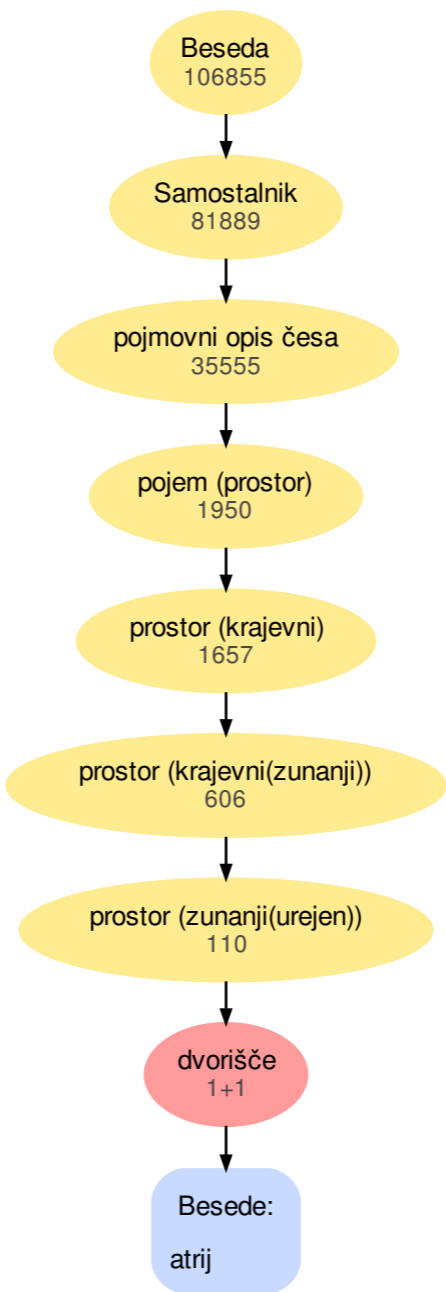 Beseda
106855
Samostalnik
81889
pojmovni opis česa
35555
pojem (prostor)
1950
prostor (krajevni)
1657
prostor (krajevni(zunanji))
606
prostor (zunanji(urejen))
110
dvorišče
1+1
Besede:
atrij